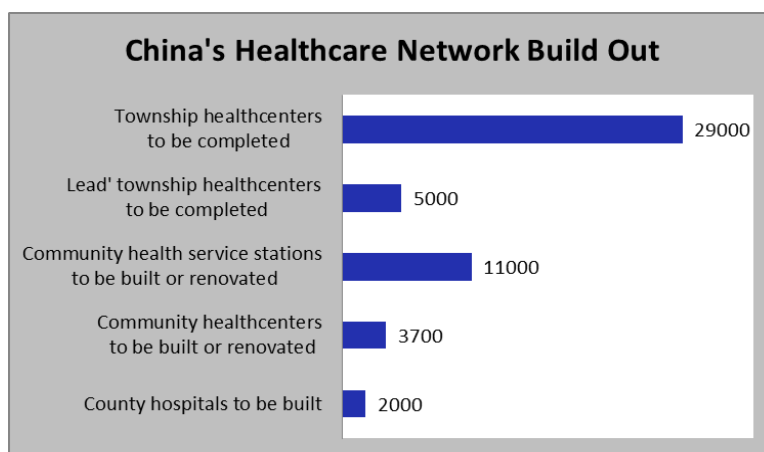 China's Healthcare Network Build Out
Township healthcenters
to be completed
29000
Lead' township healthcenters
to be completed
5000
Community health service stations
to be built or renovated
11000
Community healthcenters
to be built or renovated
3700
County hospitals to be built
2000